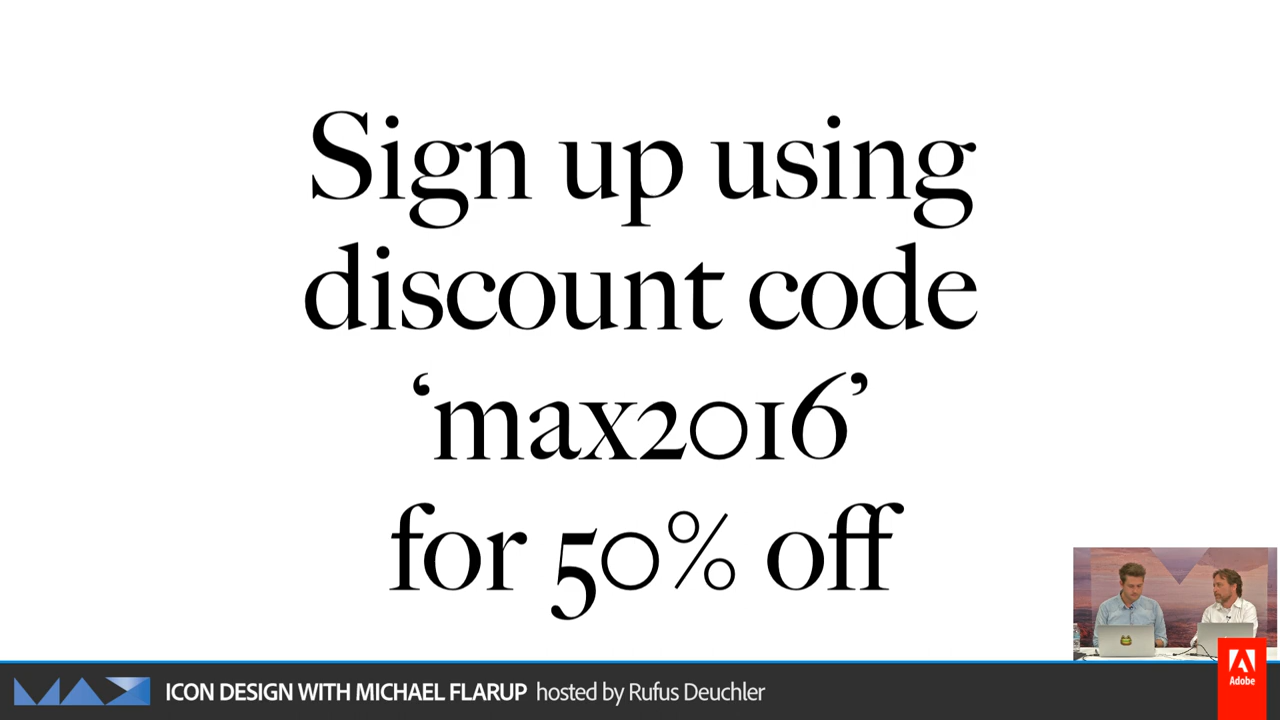 Sign up using
discount code
‘max2016’
for 50% off
MAX ICON DESIGN WITH MICHAEL FLARUP hosted by Rufus Deuchler
Adobe